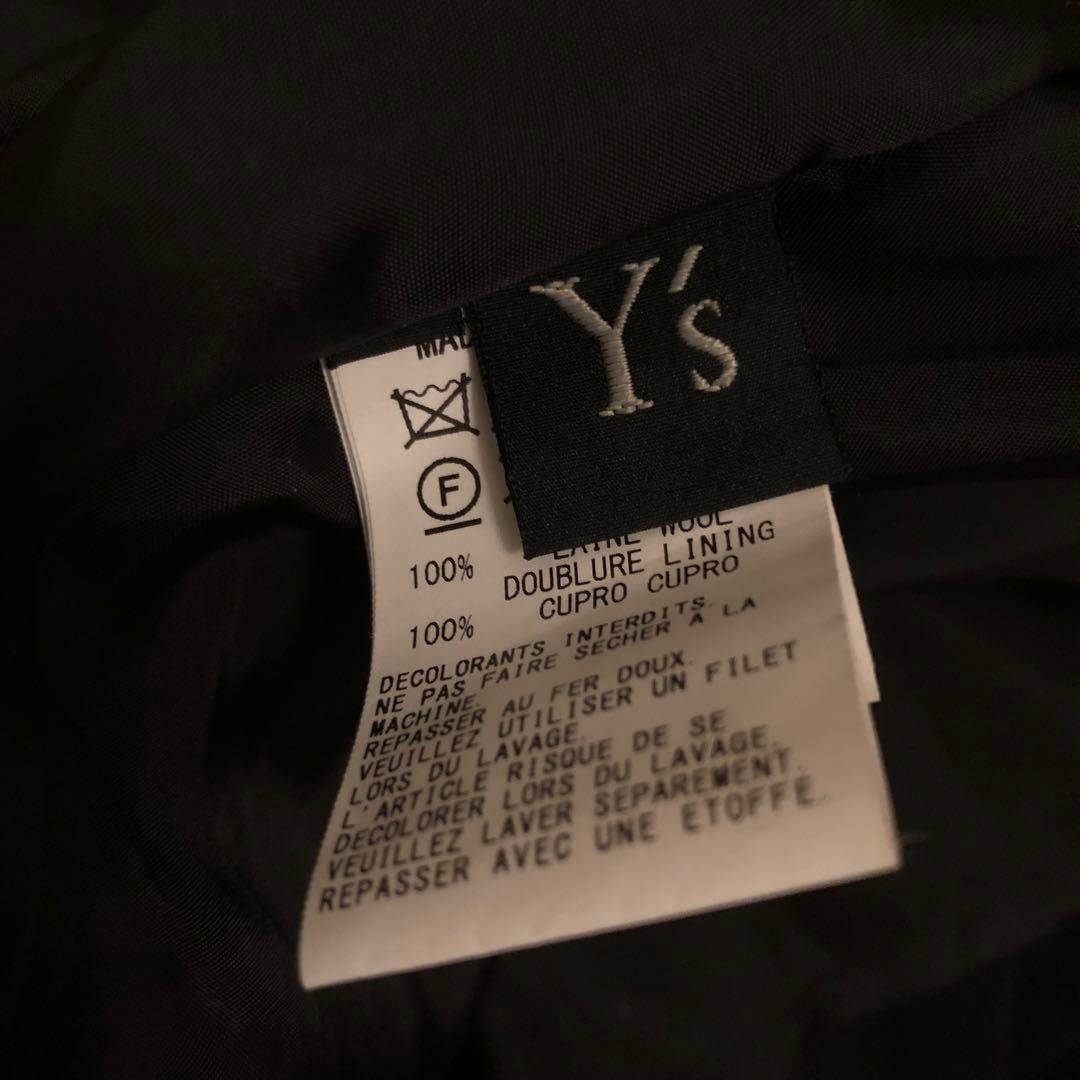 Y's
MAD
F
100% LAINE WOOL
DOUBLURE LINING
100% CUPRO CUPRO
DECOLORANTS INTERDITS.
NE PAS FAIRE SECHER A LA
MACHINE.
REPASSER AU FER DOUX.
VEUILLEZ UTILISER UN FILET
LORS DU LAVAGE.
L'ARTICLE RISQUE DE SE
DECOLORER LORS DU LAVAGE.
VEUILLEZ LAVER SEPAREMENT.
REPASSER AVEC UNE ETOFFE.